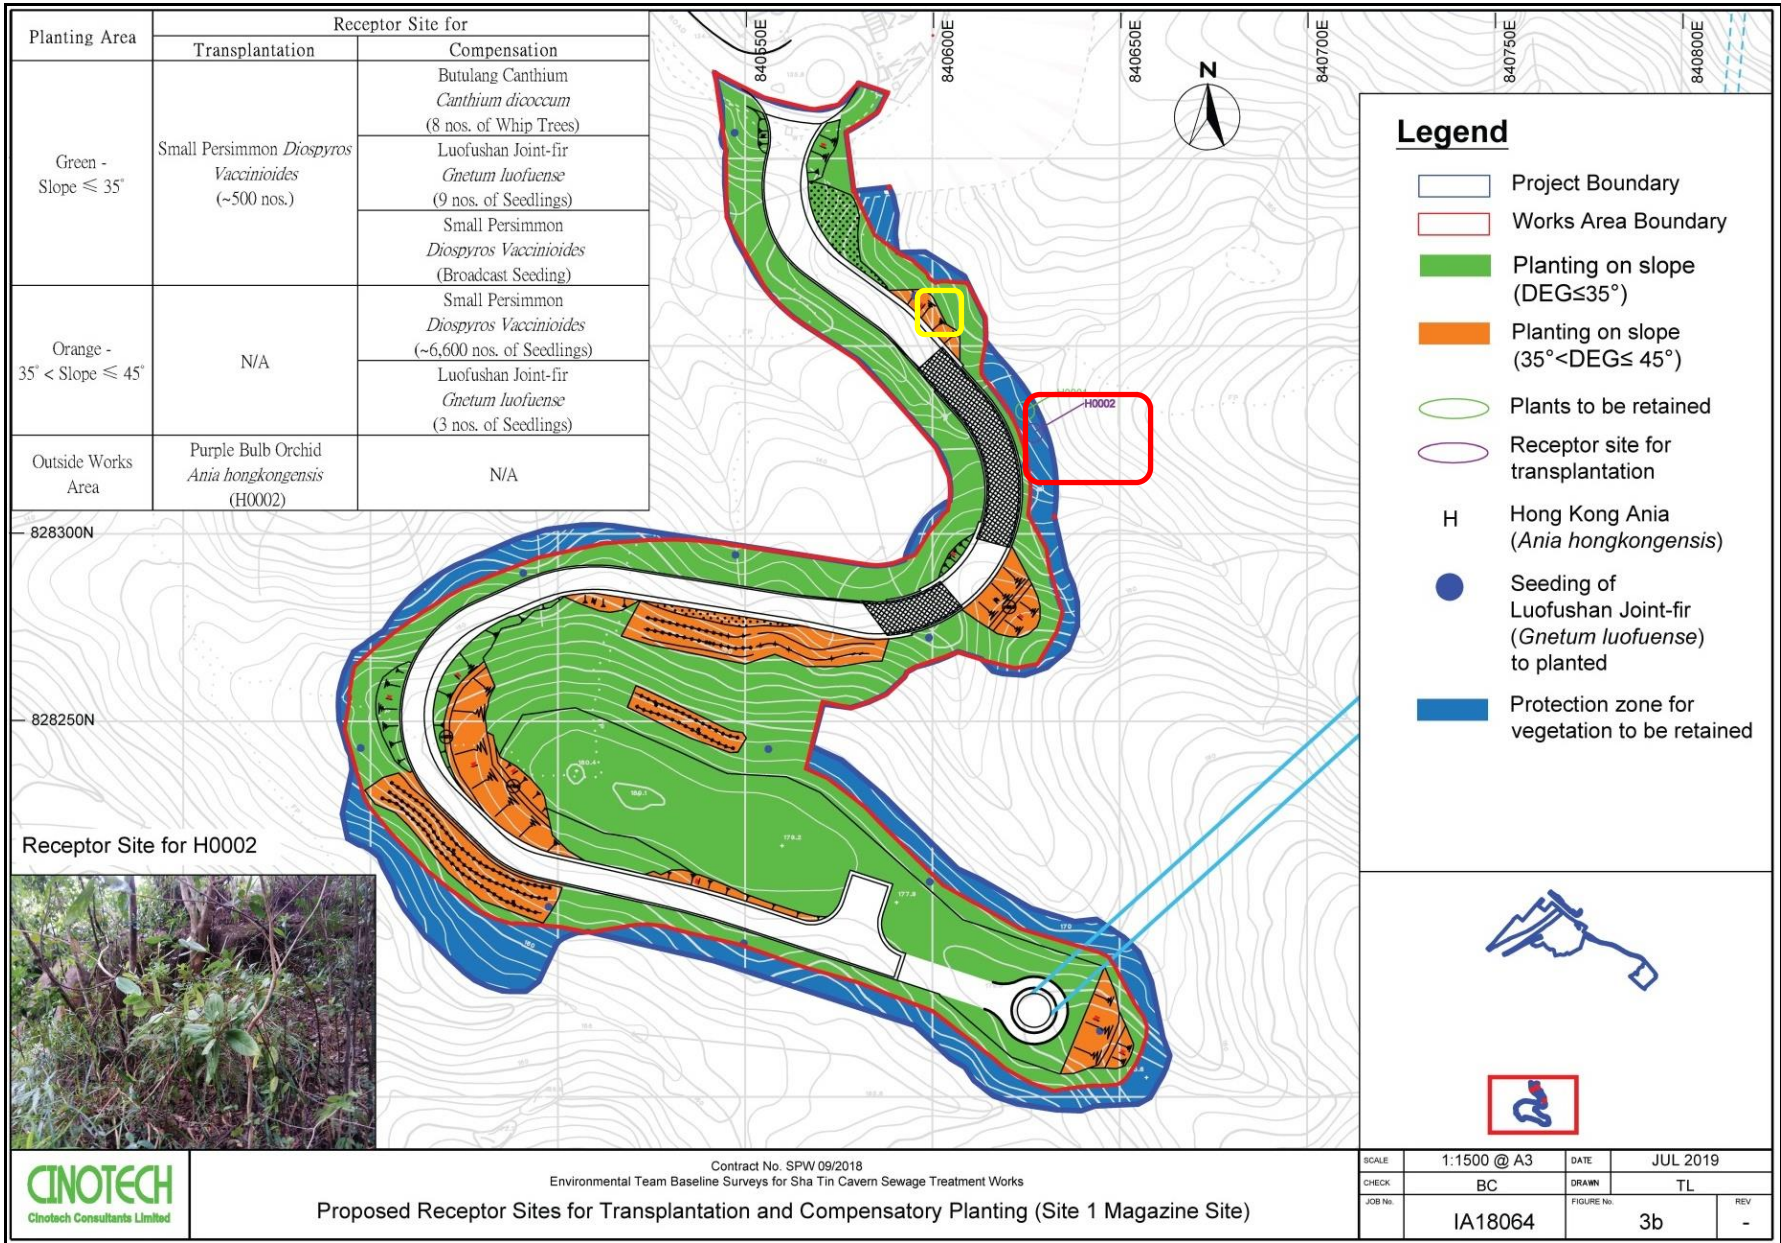 Planting Area
Receptor Site for
Transplantation
Compensation
Green -
Slope ≤ 35°
Small Persimmon Diospyros
Vaccinioides
(~500 nos.)
Butulang Canthium
Canthium dicoccum
(8 nos. of Whip Trees)
Luofushan Joint-fir
Gnetum luofuense
(9 nos. of Seedlings)
Small Persimmon
Diospyros Vaccinioides
(Broadcast Seeding)
Orange -
35° < Slope ≤ 45°
N/A
Small Persimmon
Diospyros Vaccinioides
(~6,600 nos. of Seedlings)
Luofushan Joint-fir
Gnetum luofuense
(3 nos. of Seedlings)
Outside Works
Area
Purple Bulb Orchid
Ania hongkongensis
(H0002)
N/A
840550E
840600E
840650E
840700E
840750E
840800E
N
H0002
828300N
828250N
180.4
178.2
177.8
170
Receptor Site for H0002
Legend
Project Boundary
Works Area Boundary
Planting on slope
(DEG≤35°)
Planting on slope
(35°<DEG≤ 45°)
Plants to be retained
Receptor site for
transplantation
H
Hong Kong Ania
(Ania hongkongensis)
Seeding of
Luofushan Joint-fir
(Gnetum luofuense)
to planted
Protection zone for
vegetation to be retained
CINOTECH
Cinotech Consultants Limited
Contract No. SPW 09/2018
Environmental Team Baseline Surveys for Sha Tin Cavern Sewage Treatment Works
Proposed Receptor Sites for Transplantation and Compensatory Planting (Site 1 Magazine Site)
SCALE
1:1500 @ A3
DATE
JUL 2019
CHECK
BC
DRAWN
TL
JOB No.
IA18064
FIGURE No.
3b
REV
-